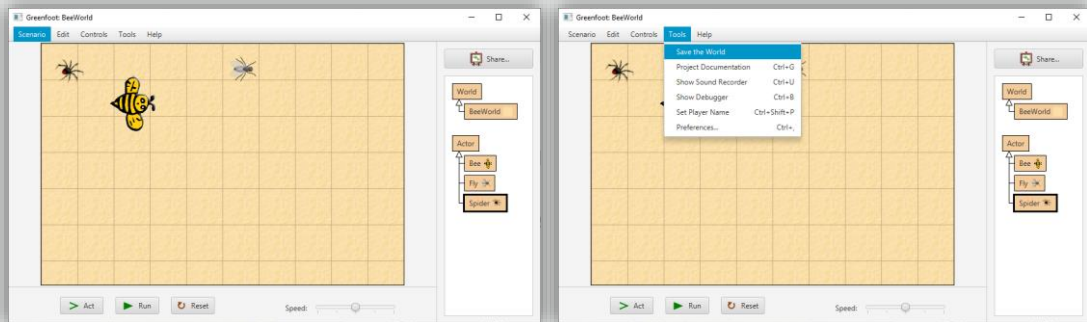 Greenfoot: BeeWorld
Scenario Edit Controls Tools Help
Share...
World
BeeWorld
Actor
Bee
Fly
Spider
Act Run Reset Speed:
Greenfoot: BeeWorld
Scenario Edit Controls Tools Help
Save the World
Project Documentation Ctrl+G
Show Sound Recorder Ctrl+U
Show Debugger Ctrl+B
Set Player Name Ctrl+Shift+P
Preferences... Ctrl+,
Share...
World
BeeWorld
Actor
Bee
Fly
Spider
Act Run Reset Speed: